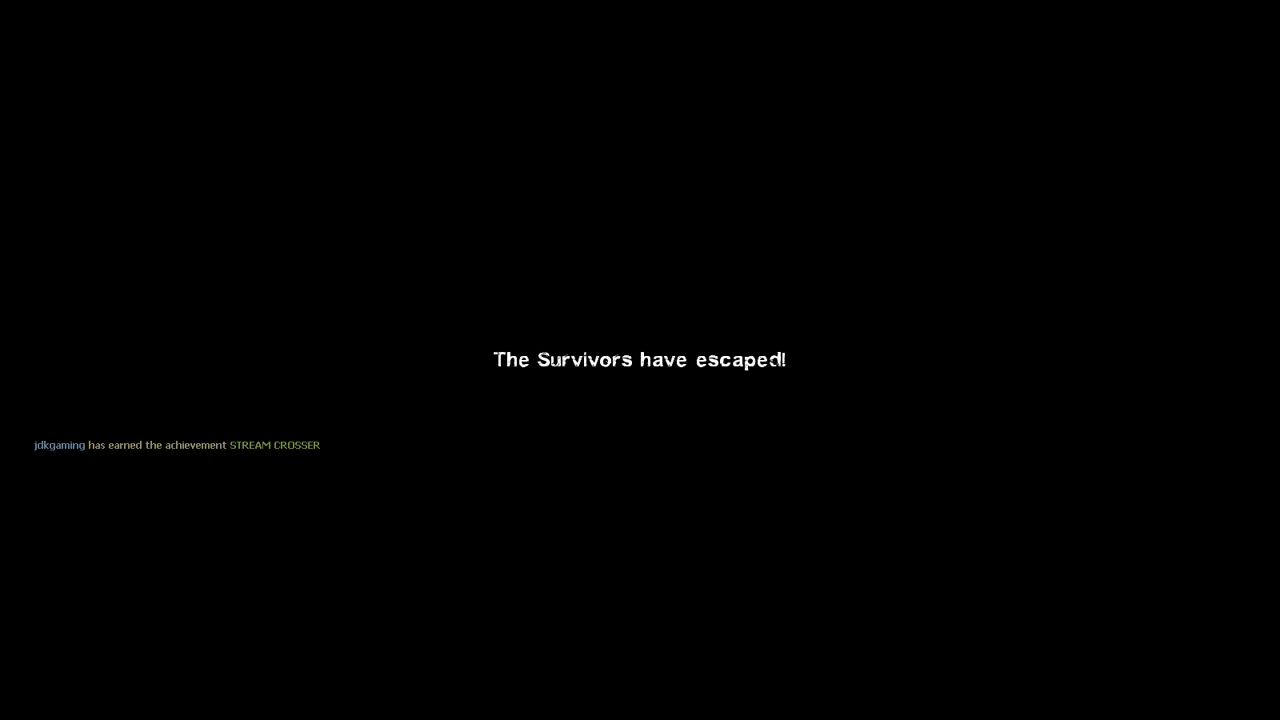 The Survivors have escaped!
jdkgaming has earned the achievement STREAM CROSSER